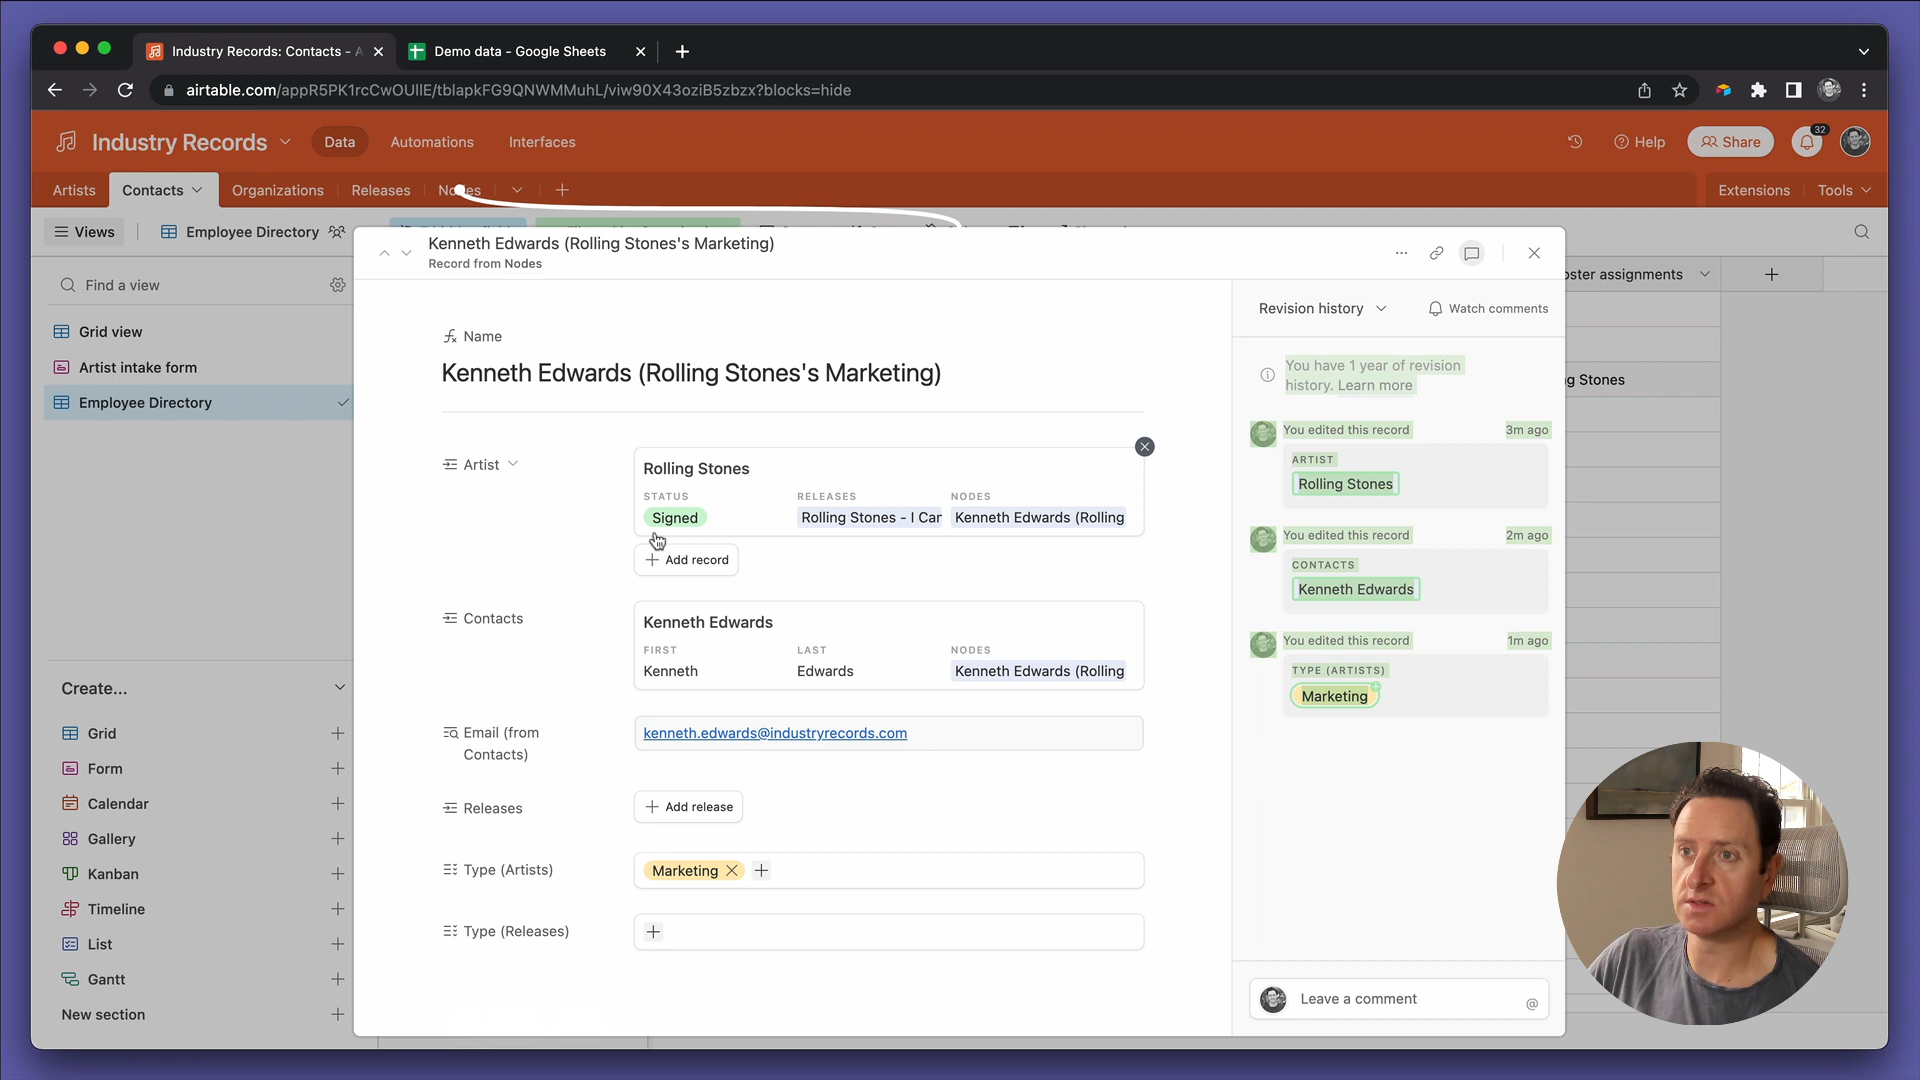 Industry Records: Contacts - A
Demo data - Google Sheets
airtable.com/appR5PK1rcCwOUIlE/tblapkFG9QNWMMuhL/viw90X43oziB5zbzx?blocks=hide
Industry Records
Data
Automations
Interfaces
Help
Share
32
Artists
Contacts
Organizations
Releases
Nodes
Extensions
Tools
Views
Employee Directory
Find a view
Grid view
Artist intake form
Employee Directory
Create...
Grid
Form
Calendar
Gallery
Kanban
Timeline
List
Gantt
New section
Kenneth Edwards (Rolling Stones's Marketing)
Record from Nodes
Name
Kenneth Edwards (Rolling Stones's Marketing)
Artist
Rolling Stones
STATUS RELEASES NODES
Signed Rolling Stones - I Can Kenneth Edwards (Rolling
Add record
Contacts
Kenneth Edwards
FIRST LAST NODES
Kenneth Edwards Kenneth Edwards (Rolling
Email (from
Contacts)
kenneth.edwards@industryrecords.com
Releases
Add release
Type (Artists)
Marketing
Type (Releases)
Revision history
Watch comments
You have 1 year of revision
history. Learn more
You edited this record 3m ago
ARTIST
Rolling Stones
You edited this record 2m ago
CONTACTS
Kenneth Edwards
You edited this record 1m ago
TYPE (ARTISTS)
Marketing
Leave a comment
@
oster assignments
g Stones